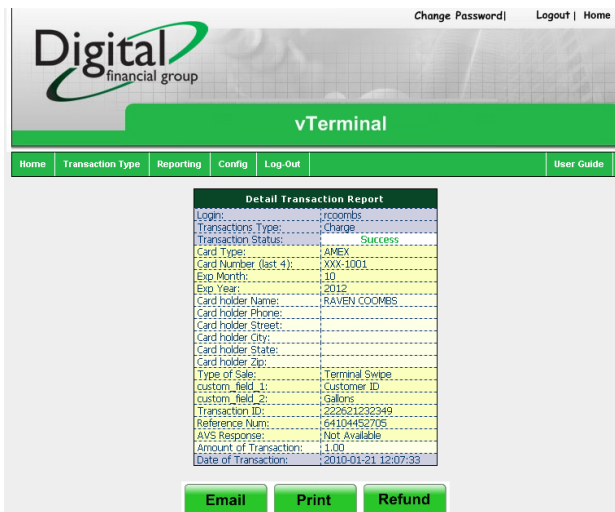 Change Password| Logout | Home
Digital
financial group
vTerminal
Home Transaction Type Reporting Config Log-Out User Guide
Detail Transaction Report
Login: rcoombs
Transactions Type: Charge
Transaction Status: Success
Card Type: AMEX
Card Number (last 4): XXX-1001
Exp Month: 10
Exp Year: 2012
Card holder Name: RAVEN COOMBS
Card holder Phone:
Card holder Street:
Card holder City:
Card holder State:
Card holder Zip:
Type of Sale: Terminal Swipe
custom_field_1: Customer ID
custom_field_2: Gallons
Transaction ID: 222621232349
Reference Num: 64104452705
AVS Response: Not Available
Amount of Transaction: 1.00
Date of Transaction: 2010-01-21 12:07:33
Email Print Refund